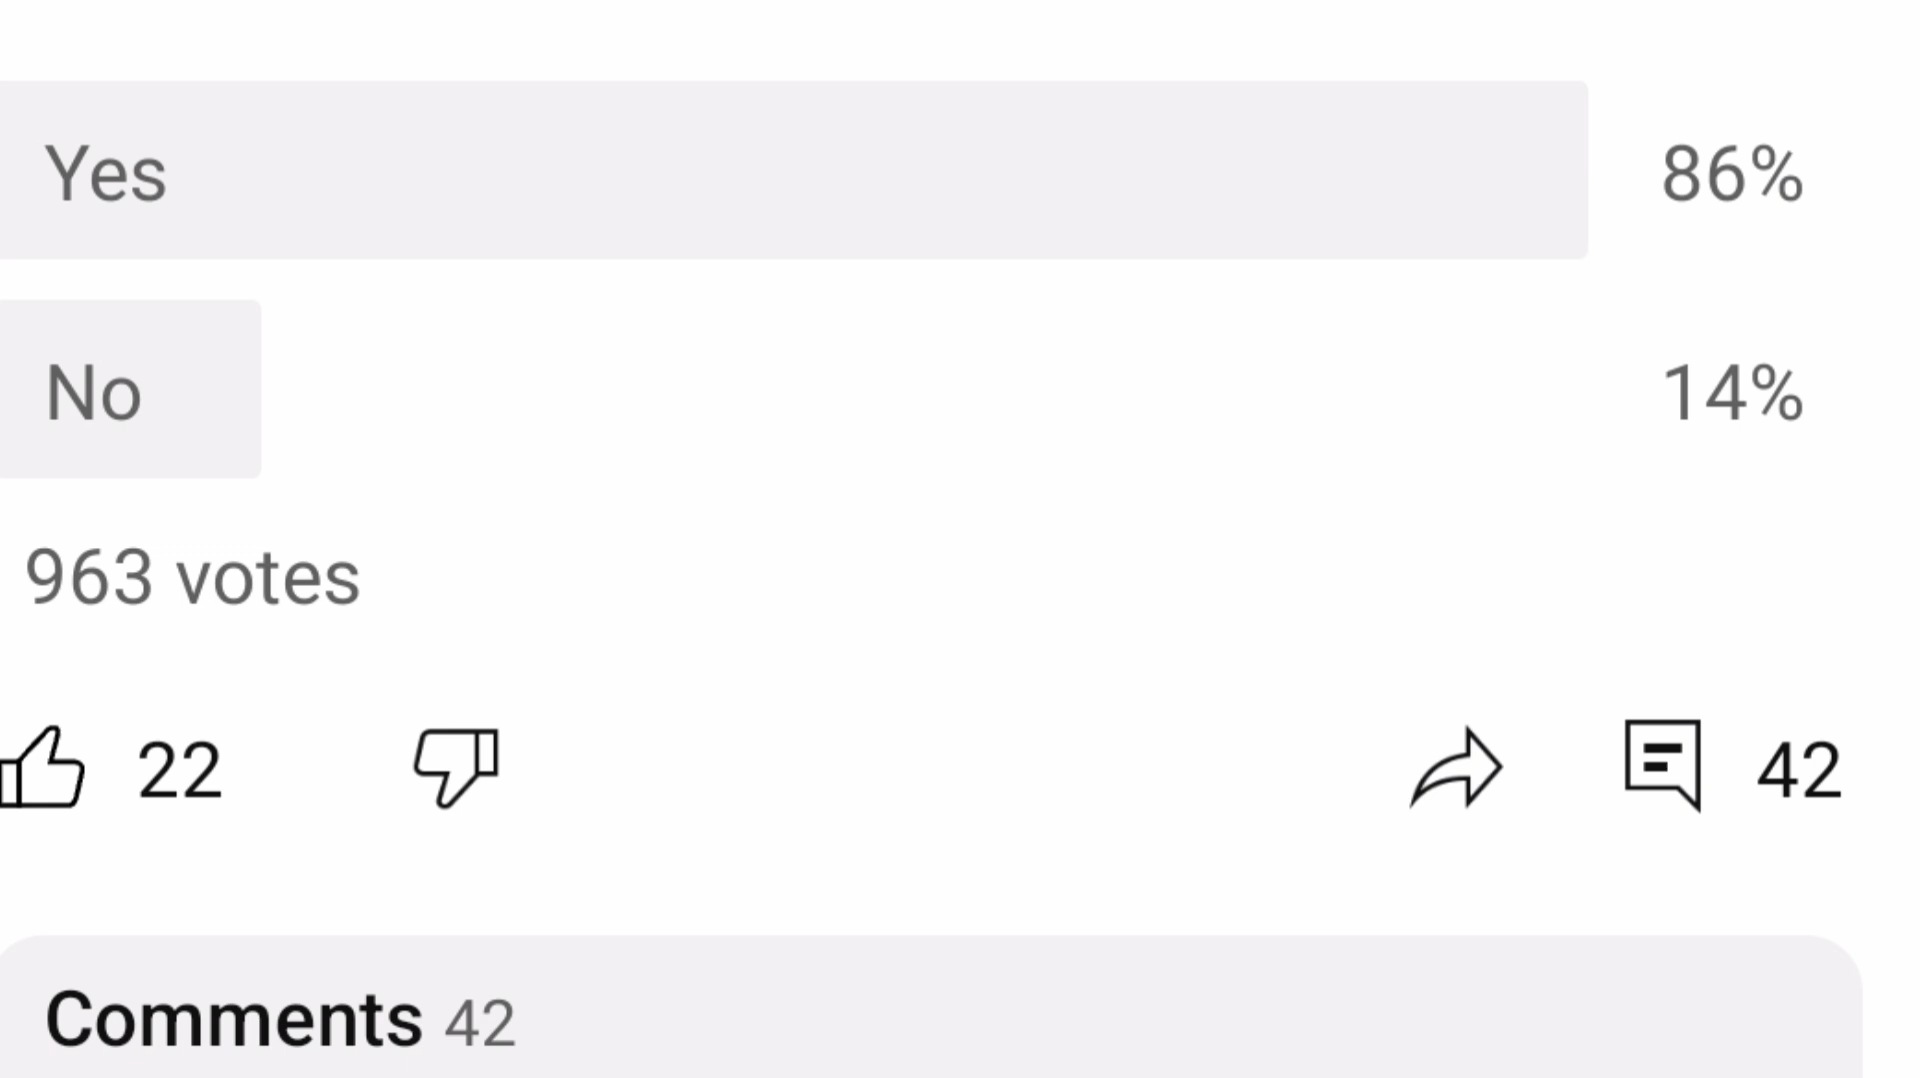 Yes 86%
No 14%
963 votes
22 42
Comments 42